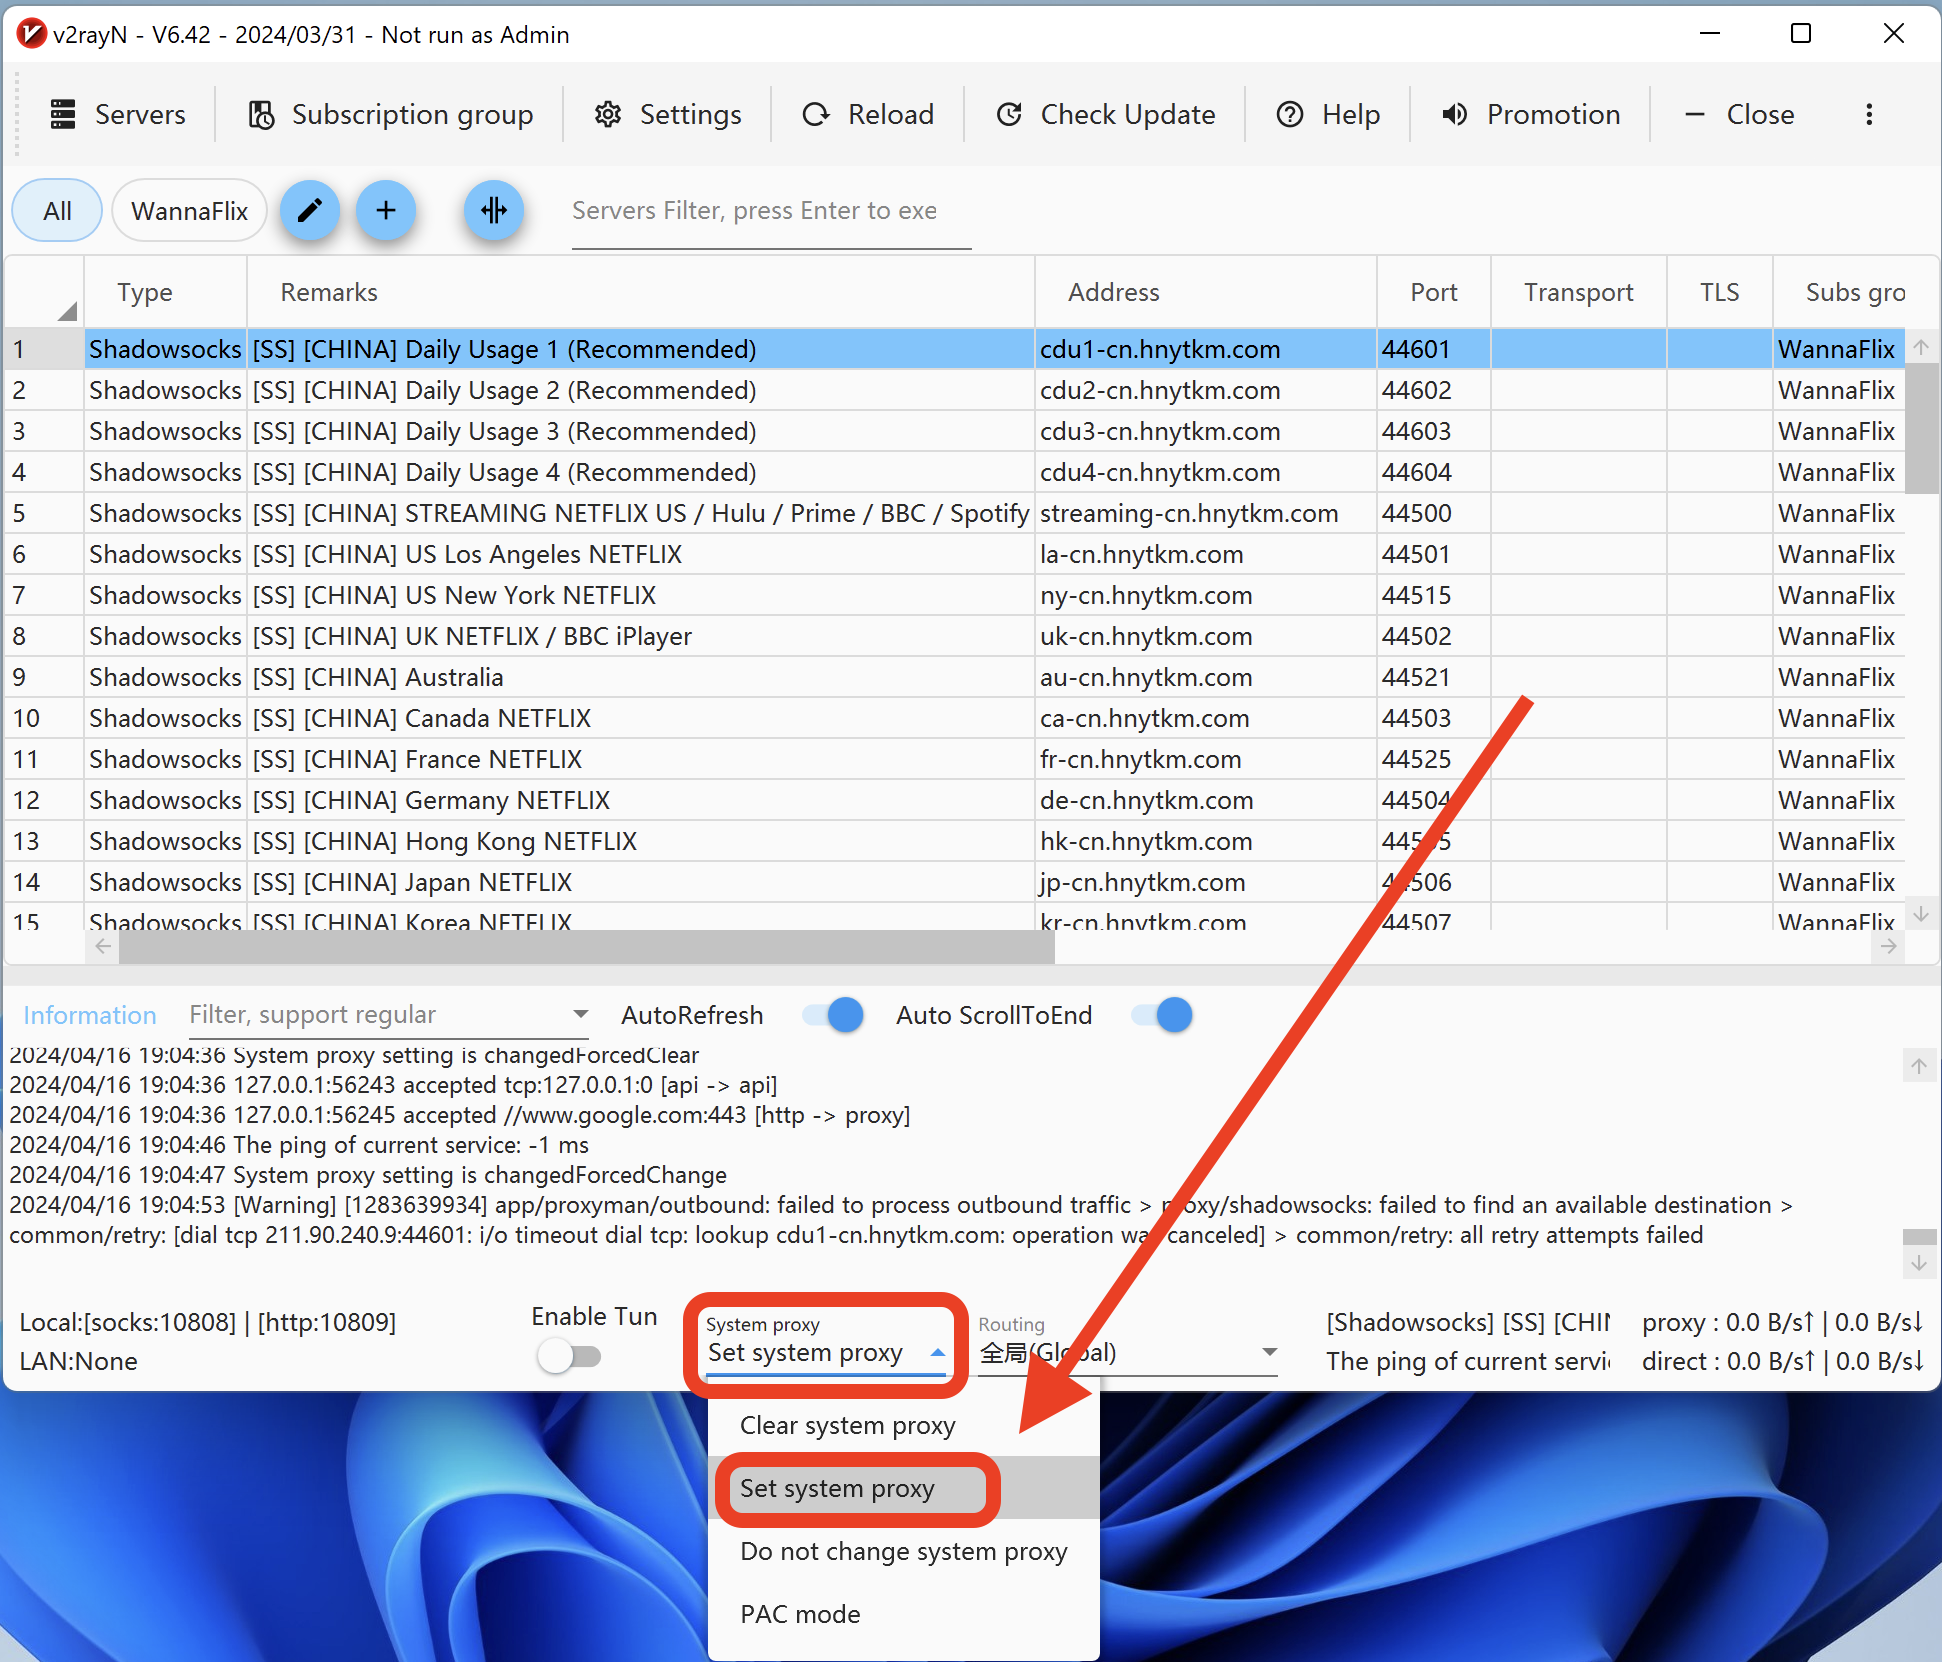 v2rayN - V6.42 - 2024/03/31 - Not run as Admin
Servers Subscription group Settings Reload Check Update Help Promotion Close
All WannaFlix Servers Filter, press Enter to exe
Type Remarks Address Port Transport TLS Subs gro
1 Shadowsocks [SS] [CHINA] Daily Usage 1 (Recommended) cdu1-cn.hnytkm.com 44601 WannaFlix
2 Shadowsocks [SS] [CHINA] Daily Usage 2 (Recommended) cdu2-cn.hnytkm.com 44602 WannaFlix
3 Shadowsocks [SS] [CHINA] Daily Usage 3 (Recommended) cdu3-cn.hnytkm.com 44603 WannaFlix
4 Shadowsocks [SS] [CHINA] Daily Usage 4 (Recommended) cdu4-cn.hnytkm.com 44604 WannaFlix
5 Shadowsocks [SS] [CHINA] STREAMING NETFLIX US / Hulu / Prime / BBC / Spotify streaming-cn.hnytkm.com 44500 WannaFlix
6 Shadowsocks [SS] [CHINA] US Los Angeles NETFLIX la-cn.hnytkm.com 44501 WannaFlix
7 Shadowsocks [SS] [CHINA] US New York NETFLIX ny-cn.hnytkm.com 44515 WannaFlix
8 Shadowsocks [SS] [CHINA] UK NETFLIX / BBC iPlayer uk-cn.hnytkm.com 44502 WannaFlix
9 Shadowsocks [SS] [CHINA] Australia au-cn.hnytkm.com 44521 WannaFlix
10 Shadowsocks [SS] [CHINA] Canada NETFLIX ca-cn.hnytkm.com 44503 WannaFlix
11 Shadowsocks [SS] [CHINA] France NETFLIX fr-cn.hnytkm.com 44525 WannaFlix
12 Shadowsocks [SS] [CHINA] Germany NETFLIX de-cn.hnytkm.com 44504 WannaFlix
13 Shadowsocks [SS] [CHINA] Hong Kong NETFLIX hk-cn.hnytkm.com WannaFlix
14 Shadowsocks [SS] [CHINA] Japan NETFLIX jp-cn.hnytkm.com 44506 WannaFlix
15 Shadowsocks [SS] [CHINA] Korea NETFLIX kr-cn.hnytkm.com 44507 WannaFlix
Information Filter, support regular AutoRefresh Auto ScrollToEnd
2024/04/16 19:04:36 System proxy setting is changedForcedClear
2024/04/16 19:04:36 127.0.0.1:56243 accepted tcp:127.0.0.1:0 [api -> api]
2024/04/16 19:04:36 127.0.0.1:56245 accepted //www.google.com:443 [http -> proxy]
2024/04/16 19:04:46 The ping of current service: -1 ms
2024/04/16 19:04:47 System proxy setting is changedForcedChange
2024/04/16 19:04:53 [Warning] [1283639934] app/proxyman/outbound: failed to process outbound traffic > proxy/shadowsocks: failed to find an available destination >
common/retry: [dial tcp 211.90.240.9:44601: i/o timeout dial tcp: lookup cdu1-cn.hnytkm.com: operation was canceled] > common/retry: all retry attempts failed
Local:[socks:10808] | [http:10809]
LAN:None
Enable Tun
System proxy
Set system proxy
Routing
全局(Global)
[Shadowsocks] [SS] [CHIN proxy : 0.0 B/s↑ | 0.0 B/s↓
The ping of current servi direct : 0.0 B/s↑ | 0.0 B/s↓
Clear system proxy
Set system proxy
Do not change system proxy
PAC mode